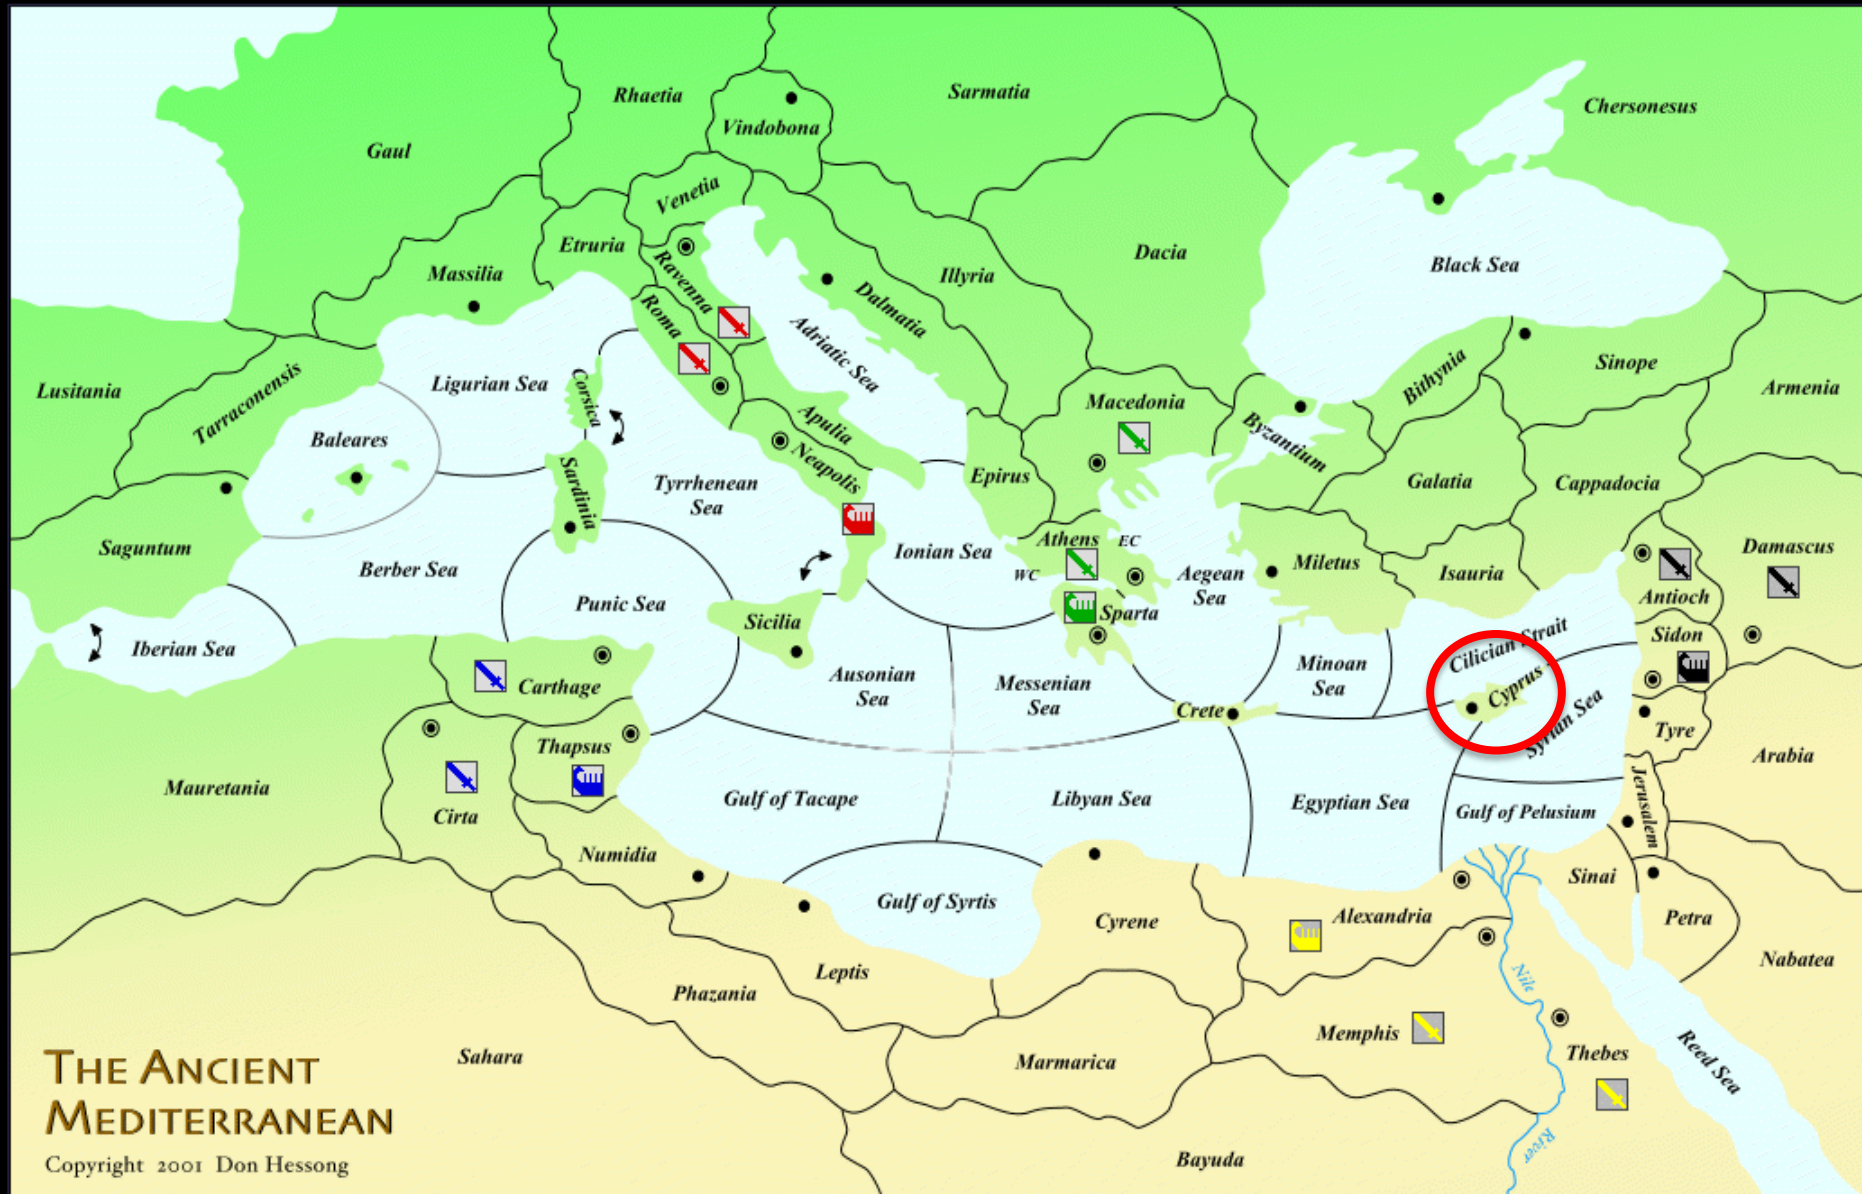 Rhaetia
Sarmatia
Chersonesus
Vindobona
Gaul
Venetia
Etruria
Dacia
Black Sea
Massilia
Ravenna
Illyria
Roma
Dalmatia
Adriatic Sea
Lusitania
Tarraconensis
Ligurian Sea
Corsica
Bithynia
Sinope
Armenia
Macedonia
Baleares
Apulia
Byzantium
Neapolis
Epirus
Galatia
Cappadocia
Sardinia
Tyrrhenean
Sea
Saguntum
Berber Sea
Ionian Sea
Athens
EC
WC
Aegean
Sea
Miletus
Isauria
Damascus
Antioch
Punic Sea
Sicilia
Sparta
Iberian Sea
Cilician Strait
Sidon
Carthage
Ausonian
Sea
Messenian
Sea
Minoan
Sea
Crete
Cyprus
Syrian Sea
Tyre
Thapsus
Arabia
Mauretania
Cirta
Gulf of Tacape
Libyan Sea
Egyptian Sea
Gulf of Pelusium
Jerusalem
Numidia
Gulf of Syrtis
Cyrene
Alexandria
Sinai
Petra
Nabatea
Leptis
Phazania
Nile
Memphis
Thebes
Reed Sea
Sahara
Marmarica
River
Bayuda
THE ANCIENT
MEDITERRANEAN
Copyright 2001 Don Hessong